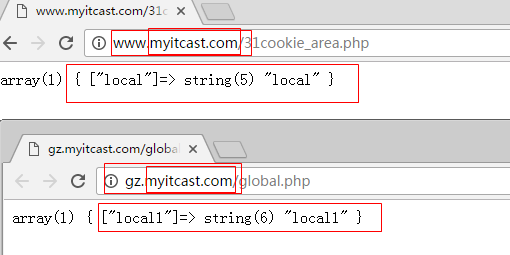 www.myitcast.com/31c
www.myitcast.com/31cookie_area.php
array(1) { ["local"]=> string(5) "local" }
gz.myitcast.com/global
gz.myitcast.com/global.php
array(1) { ["local1"]=> string(6) "local1" }